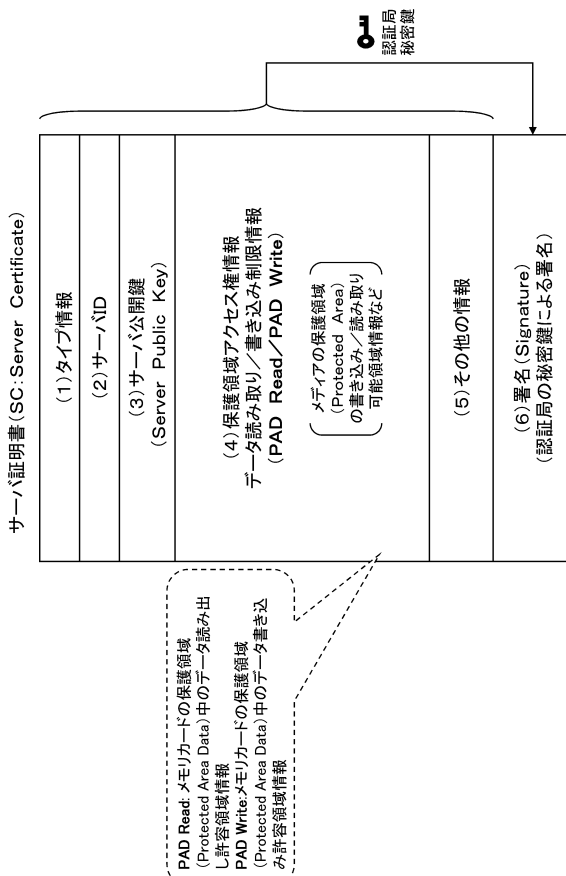 サーバ証明書(SC:Server Certificate)
(1)タイプ情報
(2)サーバID
(3)サーバ公開鍵
(Server Public Key)
(4)保護領域アクセス権情報
データ読み取り/書き込み制限情報
(PAD Read/PAD Write)
メディアの保護領域
(Protected Area)
の書き込み/読み取り
可能領域情報など
(5)その他の情報
(6)署名(Signature)
(認証局の秘密鍵による署名)
認証局
秘密鍵
PAD Read: メモリカードの保護領域
(Protected Area Data)中のデータ読み出
し許容領域情報
PAD Write:メモリカードの保護領域
(Protected Area Data)中のデータ書き込
み許容領域情報